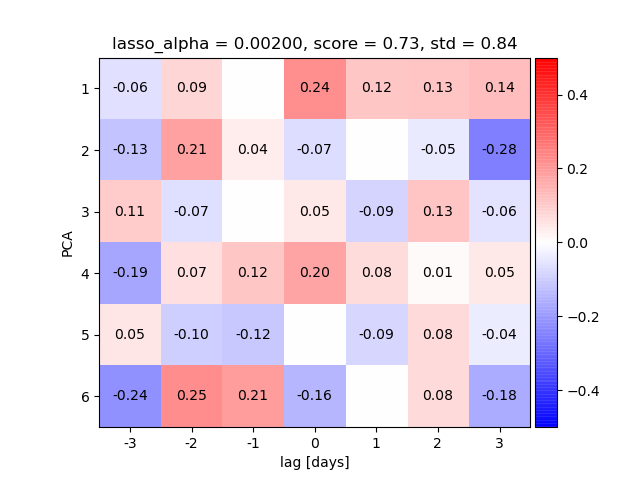 lasso_alpha = 0.00200, score = 0.73, std = 0.84
1 -0.06 0.09 0.24 0.12 0.13 0.14
2 -0.13 0.21 0.04 -0.07 -0.05 -0.28
3 0.11 -0.07 0.05 -0.09 0.13 -0.06
4 -0.19 0.07 0.12 0.20 0.08 0.01 0.05
5 0.05 -0.10 -0.12 -0.09 0.08 -0.04
6 -0.24 0.25 0.21 -0.16 0.08 -0.18
PCA
-3 -2 -1 0 1 2 3
lag [days]
0.4
0.2
0.0
−0.2
−0.4